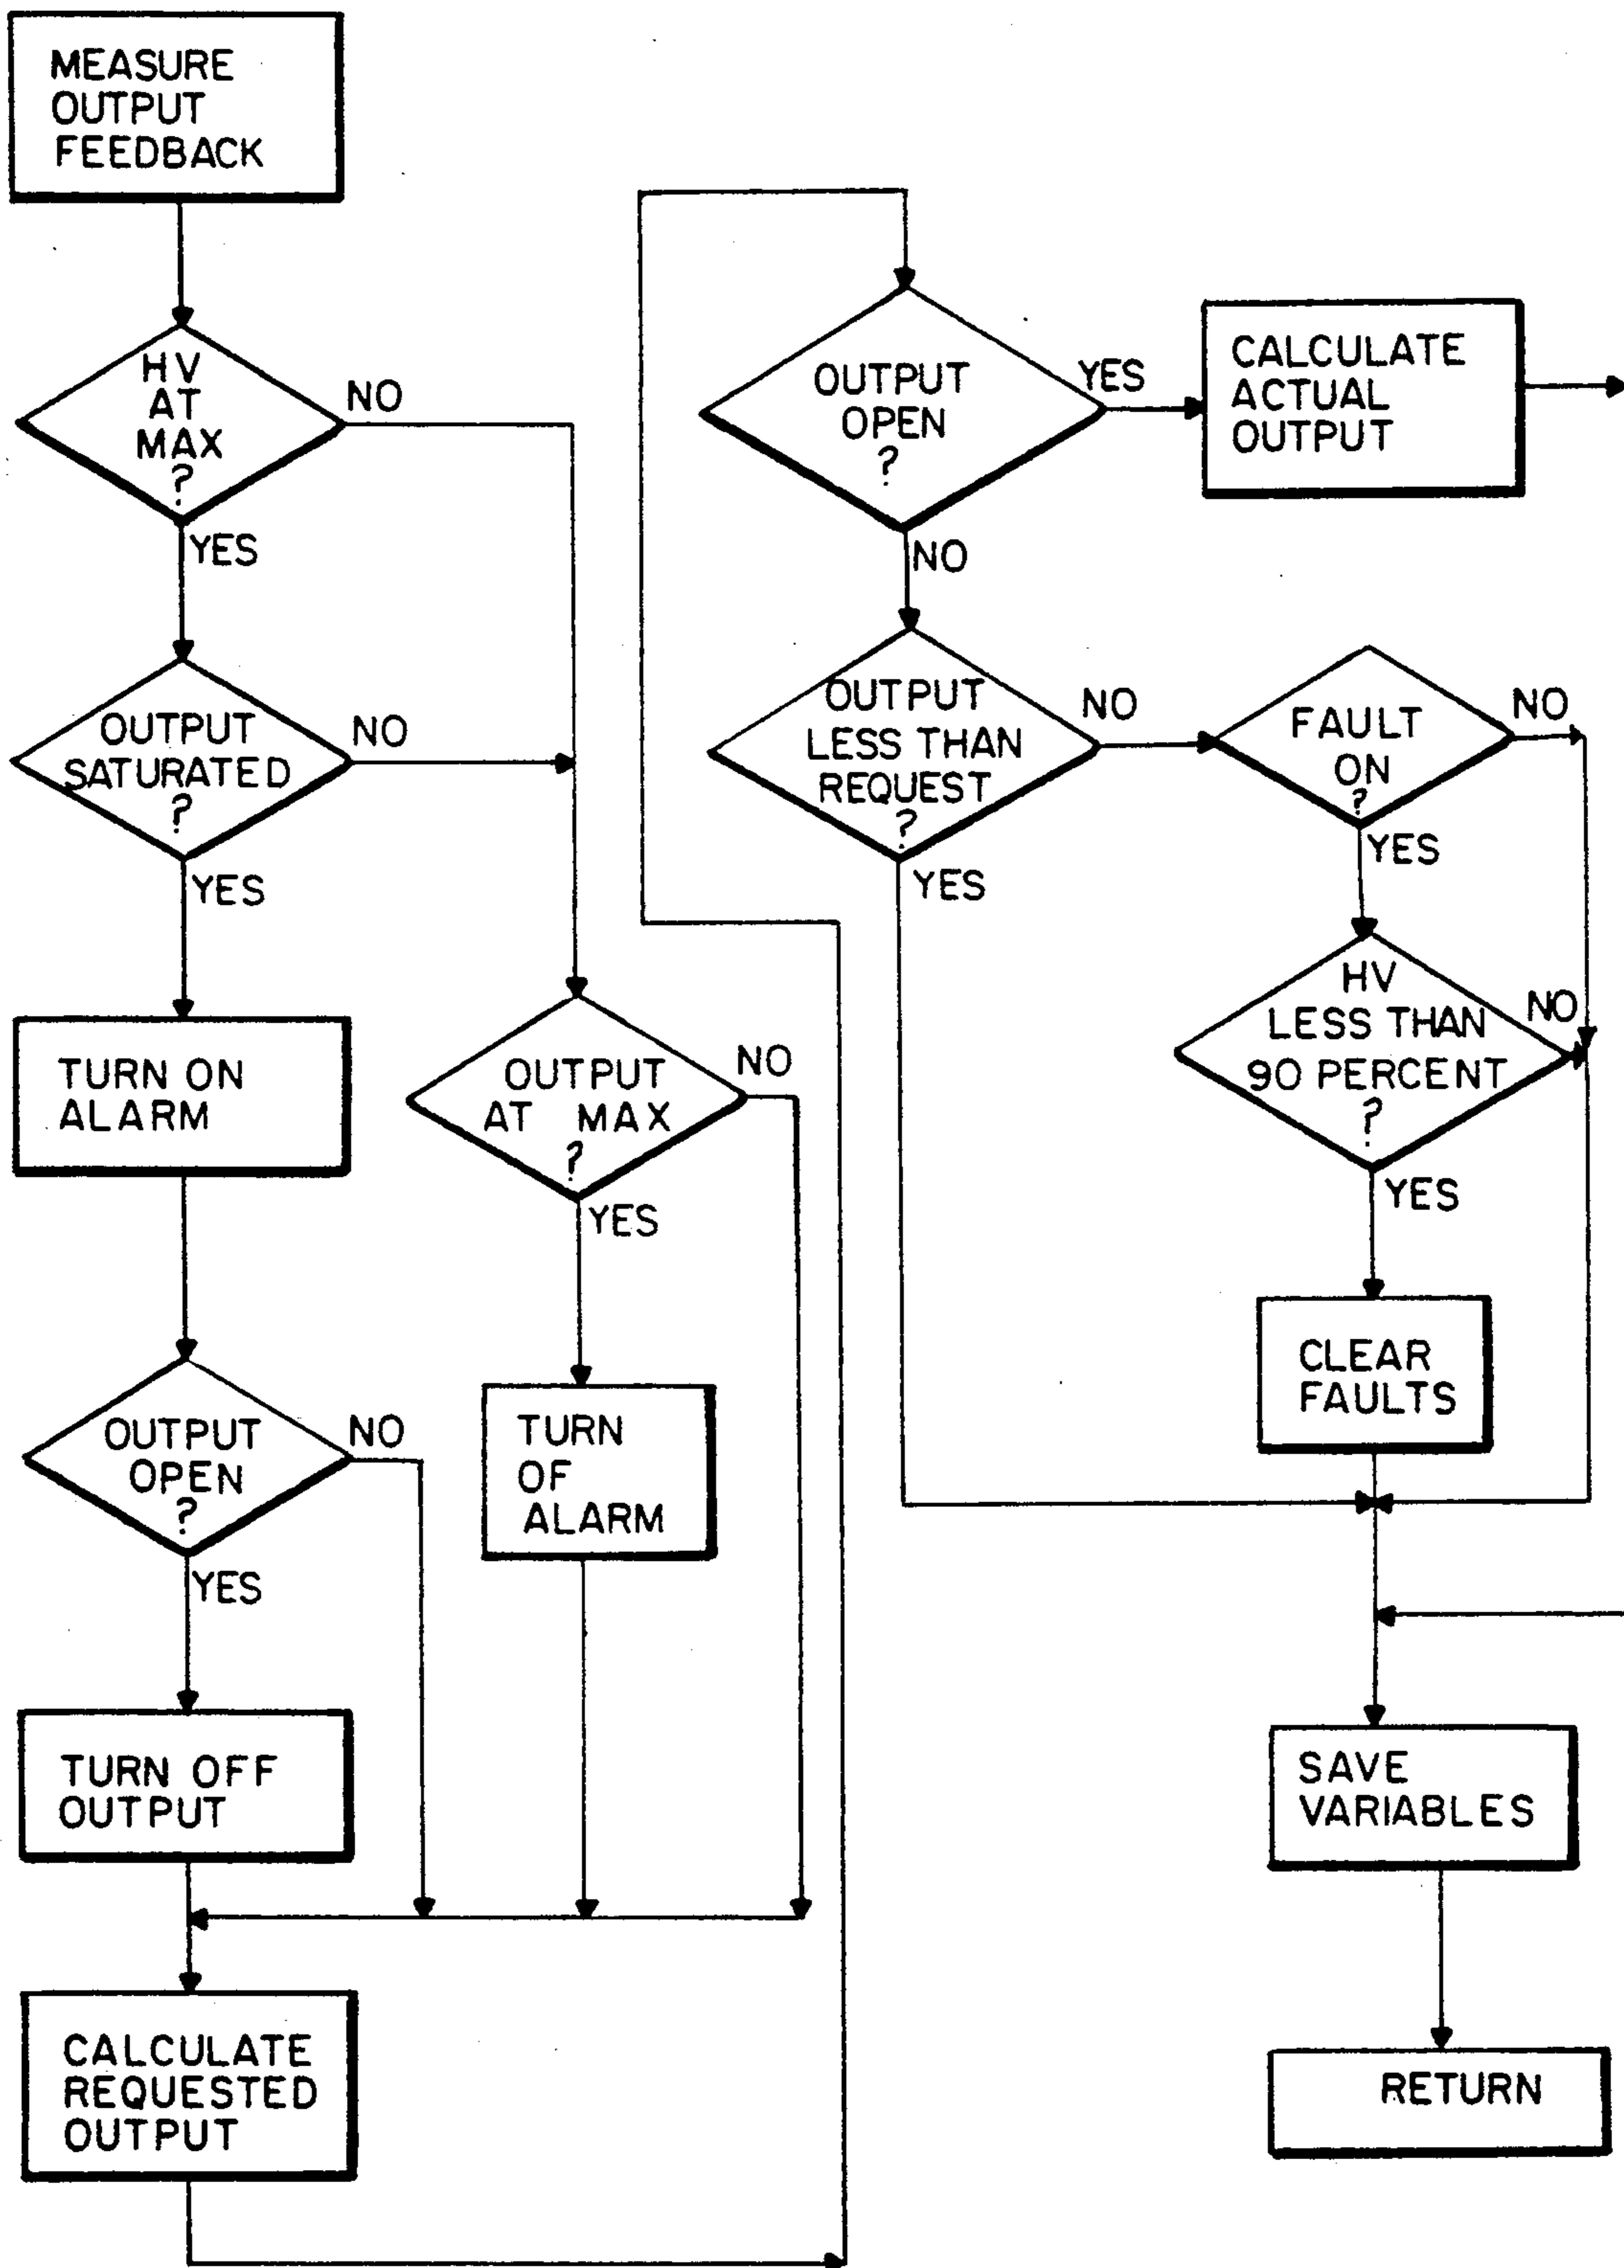 MEASURE
OUTPUT
FEEDBACK
HV
AT
MAX
?
NO
YES
OUTPUT
SATURATED
?
NO
YES
TURN ON
ALARM
OUTPUT
OPEN
?
NO
YES
TURN OFF
OUTPUT
CALCULATE
REQUESTED
OUTPUT
OUTPUT
AT MAX
?
NO
YES
TURN
OF
ALARM
OUTPUT
OPEN
?
YES
NO
CALCULATE
ACTUAL
OUTPUT
OUTPUT
LESS THAN
REQUEST
?
NO
YES
FAULT
ON
?
NO
YES
HV
LESS THAN
90 PERCENT
?
NO
YES
CLEAR
FAULTS
SAVE
VARIABLES
RETURN